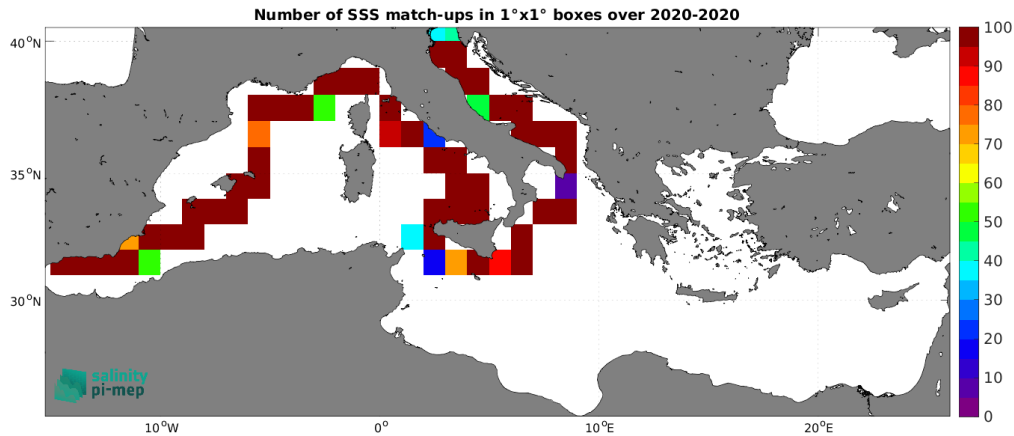 Number of SSS match-ups in 1°x1° boxes over 2020-2020
40°N
35°N
30°N
10°W
0°
10°E
20°E
100
90
80
70
60
50
40
30
20
10
0
salinity
pi-mep